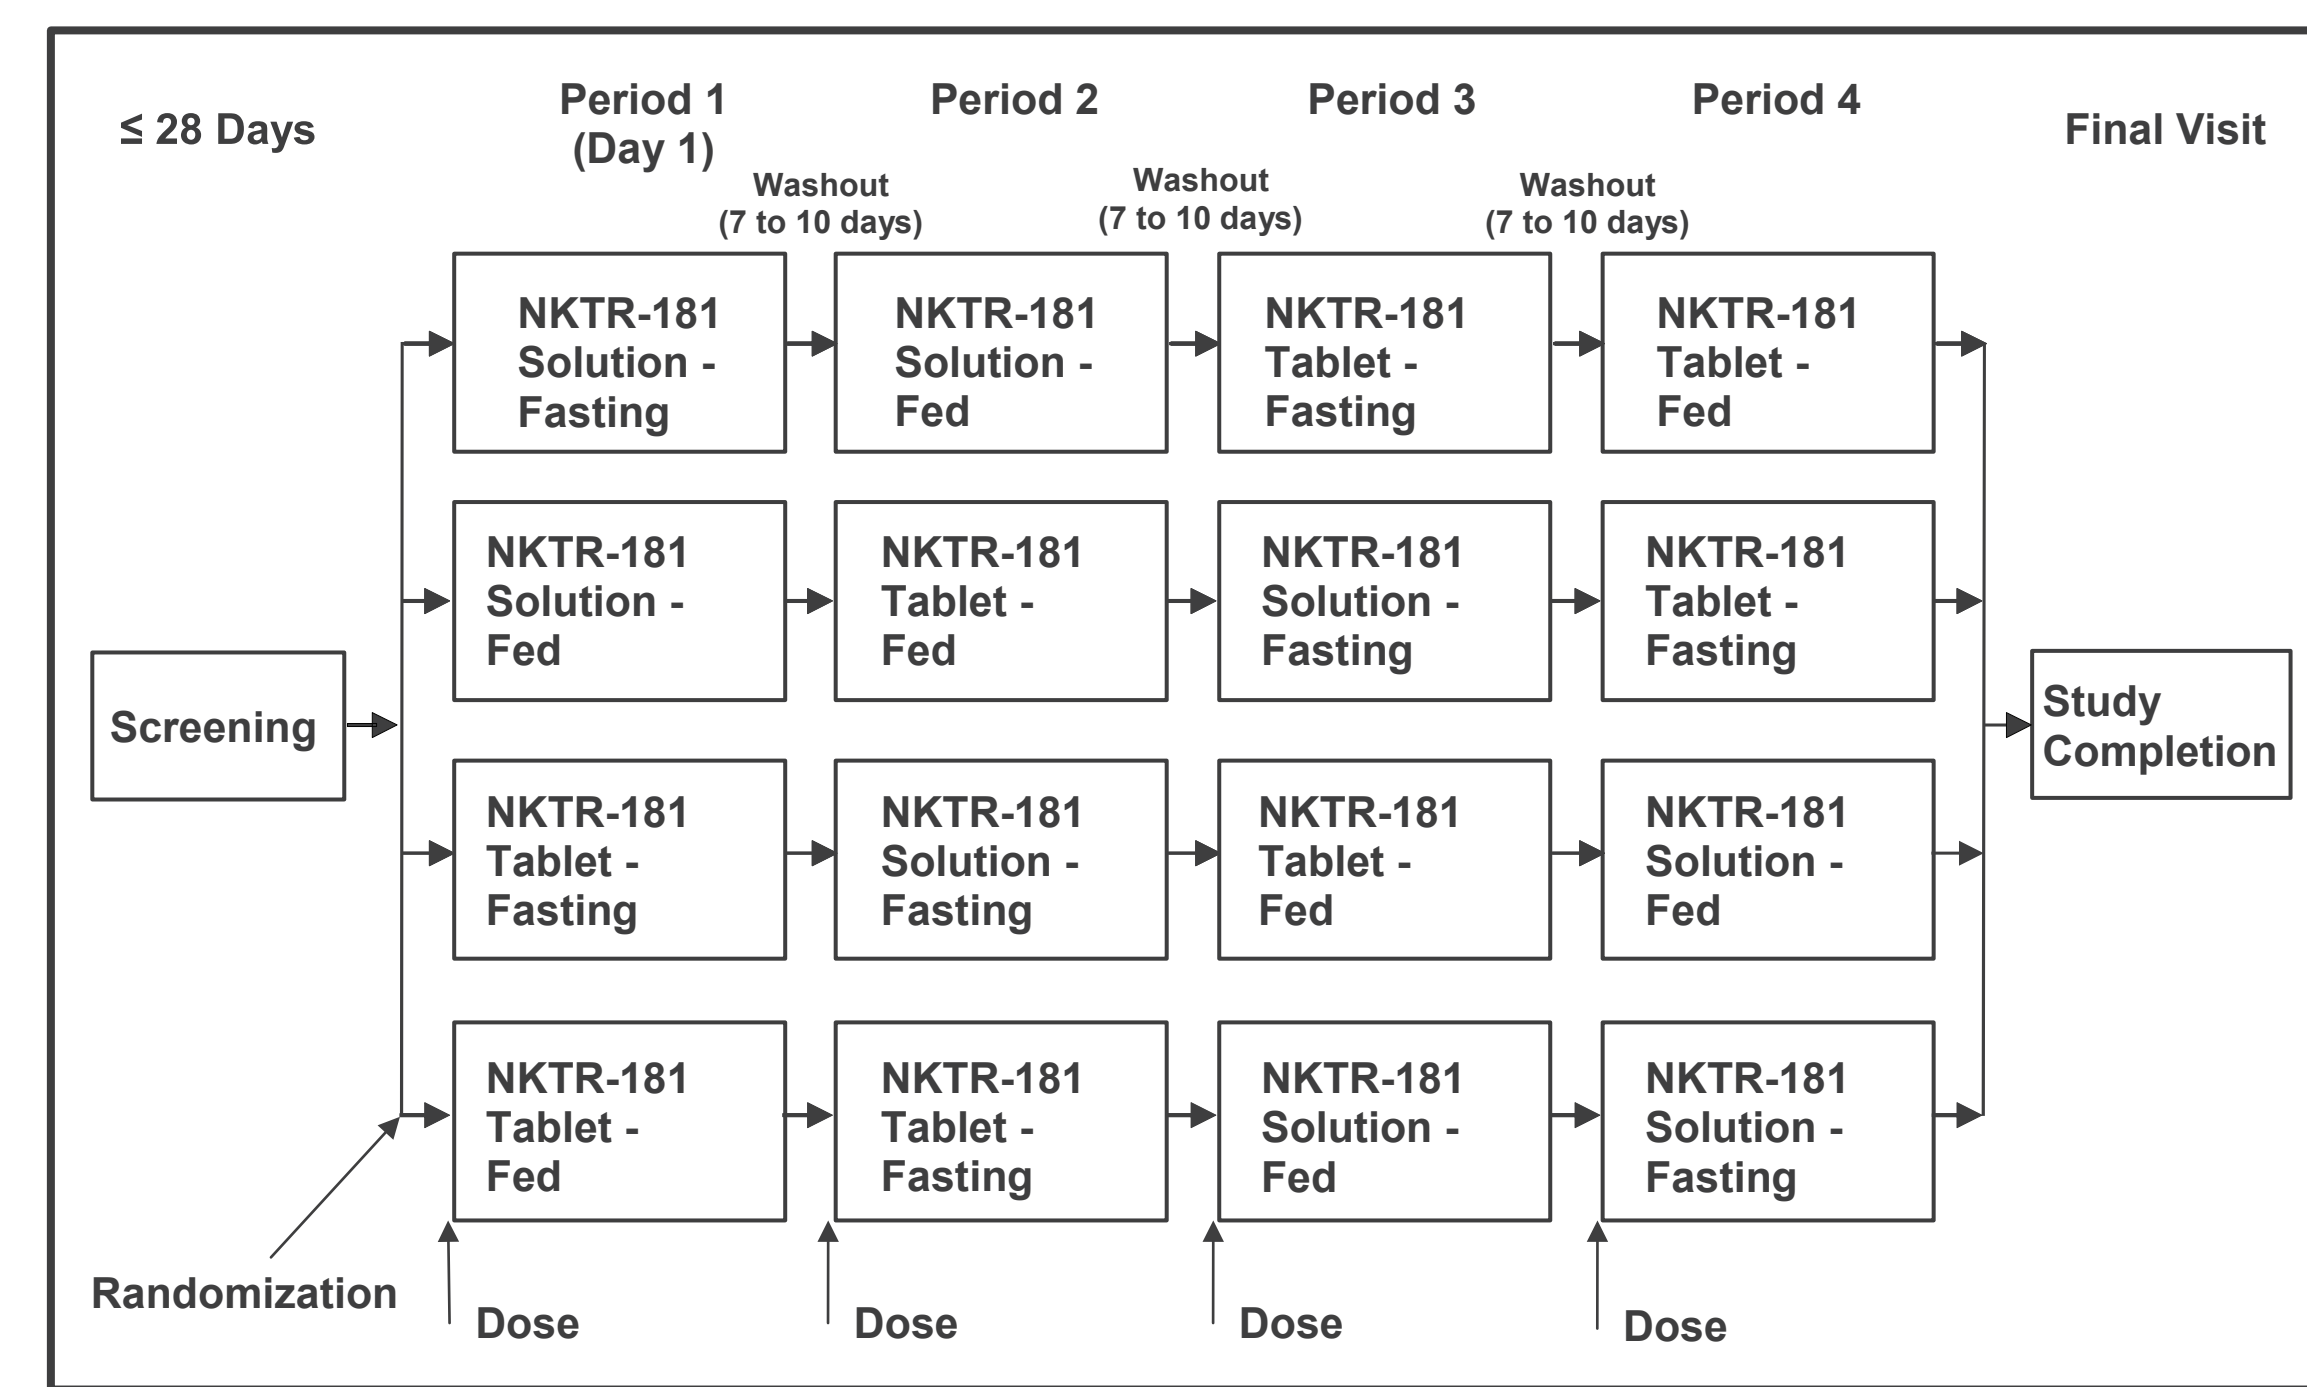 ≤ 28 Days
Period 1
(Day 1)
Period 2
Period 3
Period 4
Final Visit
Washout
(7 to 10 days)
Washout
(7 to 10 days)
Washout
(7 to 10 days)
NKTR-181
Solution -
Fasting
NKTR-181
Solution -
Fed
NKTR-181
Tablet -
Fasting
NKTR-181
Tablet -
Fed
NKTR-181
Solution -
Fed
NKTR-181
Tablet -
Fed
NKTR-181
Solution -
Fasting
NKTR-181
Tablet -
Fasting
Screening
Study
Completion
NKTR-181
Tablet -
Fasting
NKTR-181
Solution -
Fasting
NKTR-181
Tablet -
Fed
NKTR-181
Solution -
Fed
NKTR-181
Tablet -
Fed
NKTR-181
Tablet -
Fasting
NKTR-181
Solution -
Fed
NKTR-181
Solution -
Fasting
Randomization
Dose
Dose
Dose
Dose